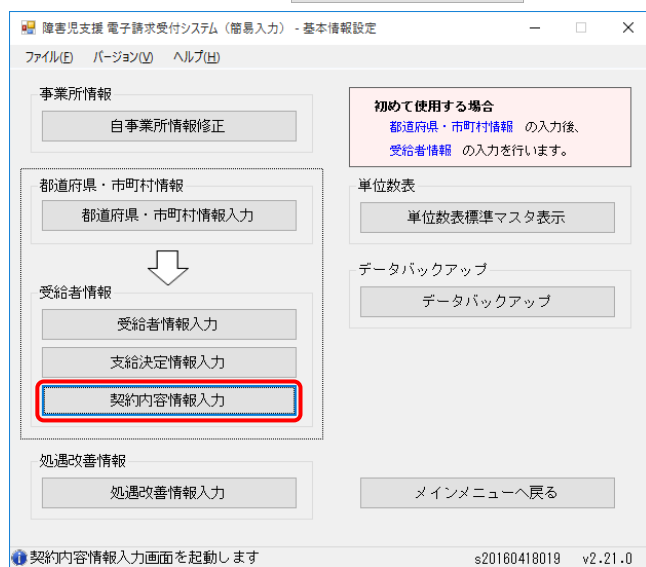 障害児支援 電子請求受付システム（簡易入力） - 基本情報設定
ファイル(F) バージョン(V) ヘルプ(H)
事業所情報
自事業所情報修正
初めて使用する場合
都道府県・市町村情報 の入力後、
受給者情報 の入力を行います。
都道府県・市町村情報
都道府県・市町村情報入力
単位数表
単位数表標準マスタ表示
データバックアップ
データバックアップ
受給者情報
受給者情報入力
支給決定情報入力
契約内容情報入力
処遇改善情報
処遇改善情報入力
メインメニューへ戻る
契約内容情報入力画面を起動します s20160418019 v2.21.0